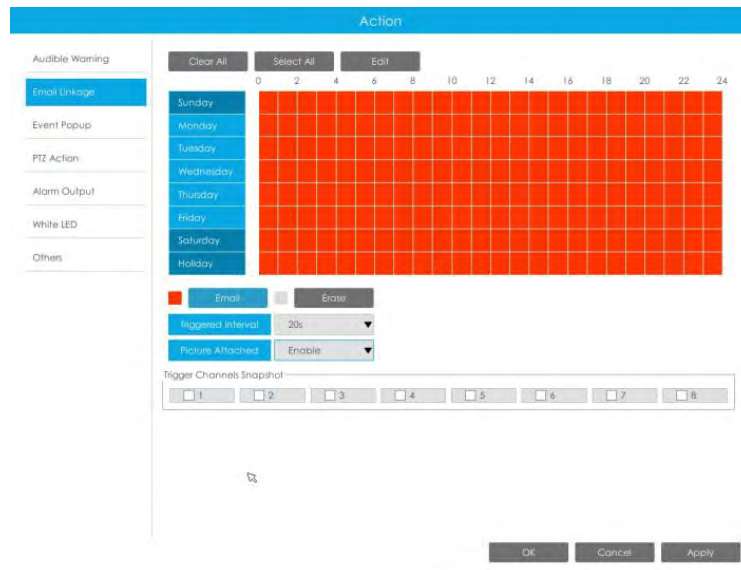 Action
Audible Warning
Email Linkage
Event Popup
PTZ Action
Alarm Output
White LED
Others
Clear All Select All Edit
0 2 4 6 8 10 12 14 16 18 20 22 24
Sunday
Monday
Tuesday
Wednesday
Thursday
Friday
Saturday
Holiday
Email Erase
Triggered Interval 20s
Picture Attached Enable
Trigger Channels Snapshot
1 2 3 4 5 6 7 8
OK Cancel Apply